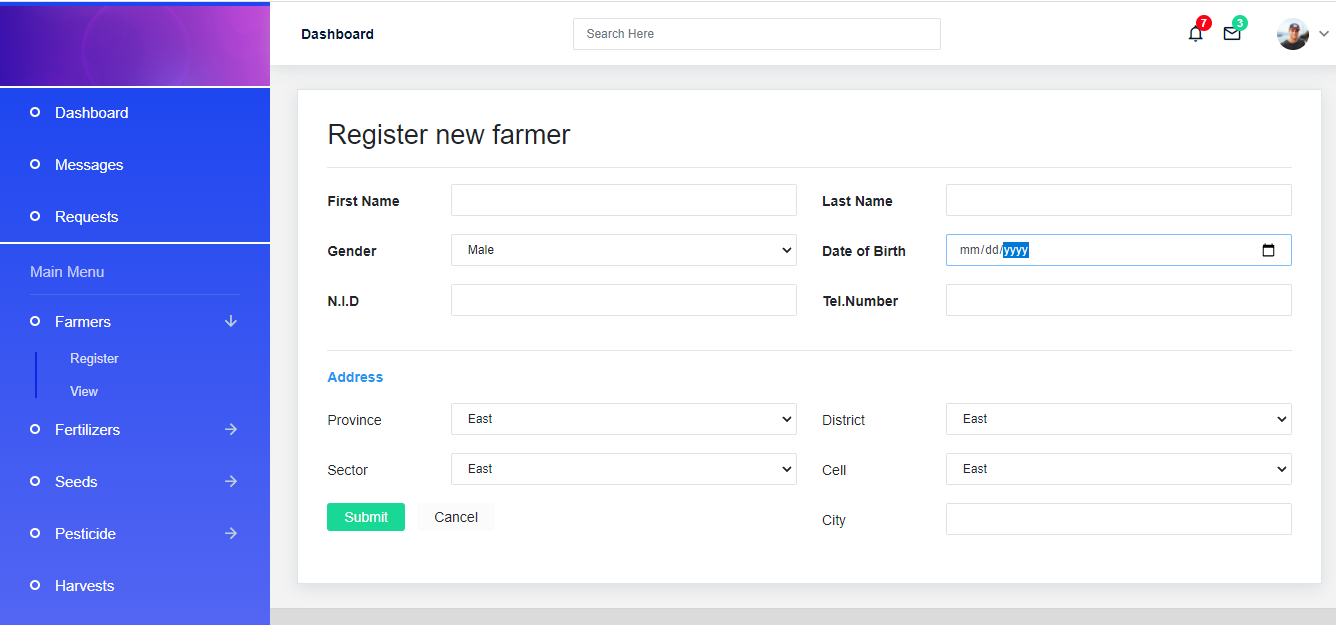 Dashboard
Search Here
7
3
Dashboard
Messages
Requests
Main Menu
Farmers
Register
View
Fertilizers
Seeds
Pesticide
Harvests
Register new farmer
First Name
Last Name
Gender
Male
Date of Birth
mm/dd/yyyy
N.I.D
Tel.Number
Address
Province
East
District
East
Sector
East
Cell
East
Submit
Cancel
City